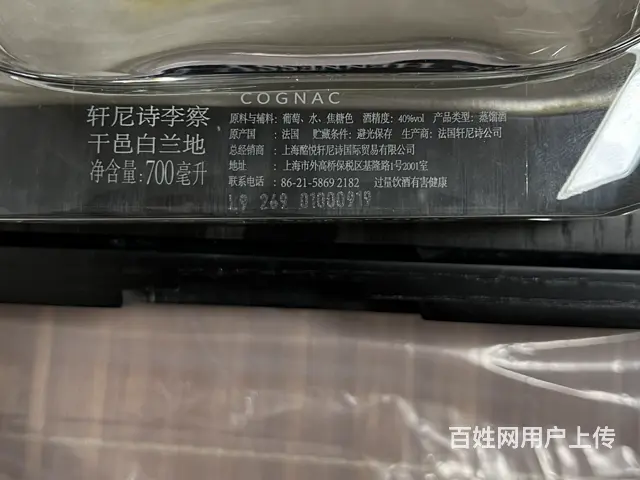 COGNAC
轩尼诗李察
干邑白兰地
净含量:700毫升
原料与辅料: 葡萄、水、焦糖色 酒精度: 40%vol 产品类型: 蒸馏酒
原产国 : 法国 贮藏条件: 避光保存 生产商: 法国轩尼诗公司
总经销商 : 上海酩悦轩尼诗国际贸易有限公司
地址 : 上海市外高桥保税区基隆路1号2001室
联系电话 : 86-21-5869 2182 过量饮酒有害健康
L9 269 01000919
百姓网用户上传